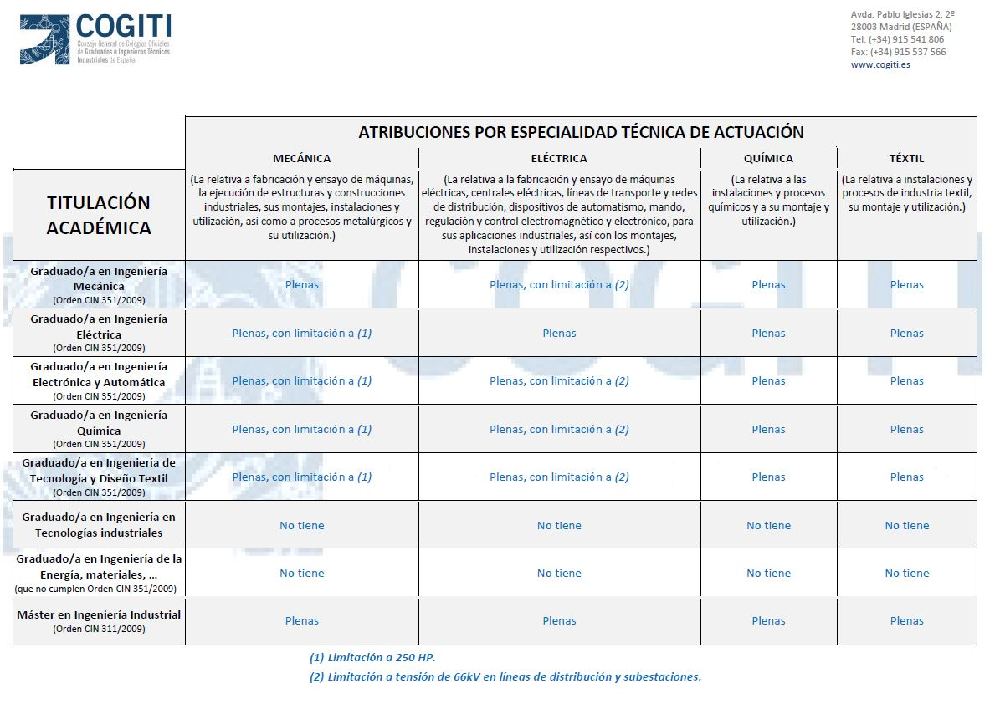 COGITI
Consejo General de Colegios Oficiales
de Graduados e Ingenieros Técnicos
Industriales de España
Avda. Pablo Iglesias 2, 2º
28003 Madrid (ESPAÑA)
Tel: (+34) 915 541 806
Fax: (+34) 915 537 566
www.cogiti.es
ATRIBUCIONES POR ESPECIALIDAD TÉCNICA DE ACTUACIÓN
TITULACIÓN
ACADÉMICA
MECÁNICA
(La relativa a fabricación y ensayo de máquinas,
la ejecución de estructuras y construcciones
industriales, sus montajes, instalaciones y
utilización, así como a procesos metalúrgicos y
su utilización.)
ELÉCTRICA
(La relativa a la fabricación y ensayo de máquinas
eléctricas, centrales eléctricas, líneas de transporte y redes
de distribución, dispositivos de automatismo, mando,
regulación y control electromagnético y electrónico, para
sus aplicaciones industriales, así con los montajes,
instalaciones y utilización respectivos.)
QUÍMICA
(La relativa a las
instalaciones y procesos
químicos y a su montaje y
utilización.)
TÉXTIL
(La relativa a instalaciones y
procesos de industria textil,
su montaje y utilización.)
Graduado/a en Ingeniería
Mecánica
(Orden CIN 351/2009)
Plenas
Plenas, con limitación a (2)
Plenas
Plenas
Graduado/a en Ingeniería
Eléctrica
(Orden CIN 351/2009)
Plenas, con limitación a (1)
Plenas
Plenas
Plenas
Graduado/a en Ingeniería
Electrónica y Automática
(Orden CIN 351/2009)
Plenas, con limitación a (1)
Plenas, con limitación a (2)
Plenas
Plenas
Graduado/a en Ingeniería
Química
(Orden CIN 351/2009)
Plenas, con limitación a (1)
Plenas, con limitación a (2)
Plenas
Plenas
Graduado/a en Ingeniería de
Tecnología y Diseño Textil
(Orden CIN 351/2009)
Plenas, con limitación a (1)
Plenas, con limitación a (2)
Plenas
Plenas
Graduado/a en Ingeniería en
Tecnologías industriales
No tiene
No tiene
No tiene
No tiene
Graduado/a en Ingeniería de la
Energía, materiales, ...
(que no cumplen Orden CIN 351/2009)
No tiene
No tiene
No tiene
No tiene
Máster en Ingeniería Industrial
(Orden CIN 311/2009)
Plenas
Plenas
Plenas
Plenas
(1) Limitación a 250 HP.
(2) Limitación a tensión de 66kV en líneas de distribución y subestaciones.